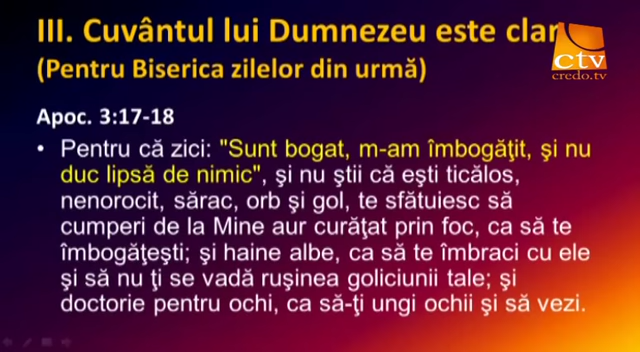 III. Cuvântul lui Dumnezeu este clar
(Pentru Biserica zilelor din urmă)
ctv
credo.tv
Apoc. 3:17-18
• Pentru că zici: "Sunt bogat, m-am îmbogăţit, şi nu
duc lipsă de nimic", şi nu ştii că eşti ticălos,
nenorocit, sărac, orb şi gol, te sfătuiesc să
cumperi de la Mine aur curăţat prin foc, ca să te
îmbogăţeşti; şi haine albe, ca să te îmbraci cu ele
şi să nu ţi se vadă ruşinea goliciunii tale; şi
doctorie pentru ochi, ca să-ţi ungi ochii şi să vezi.